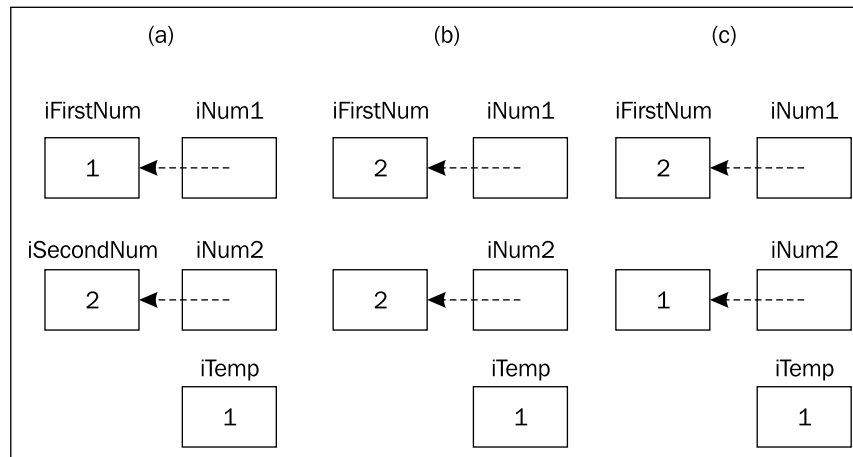 (a) (b) (c)
iFirstNum iNum1 iFirstNum iNum1 iFirstNum iNum1
1 2 2
iSecondNum iNum2 iNum2 iNum2
2 2 1
iTemp iTemp iTemp
1 1 1